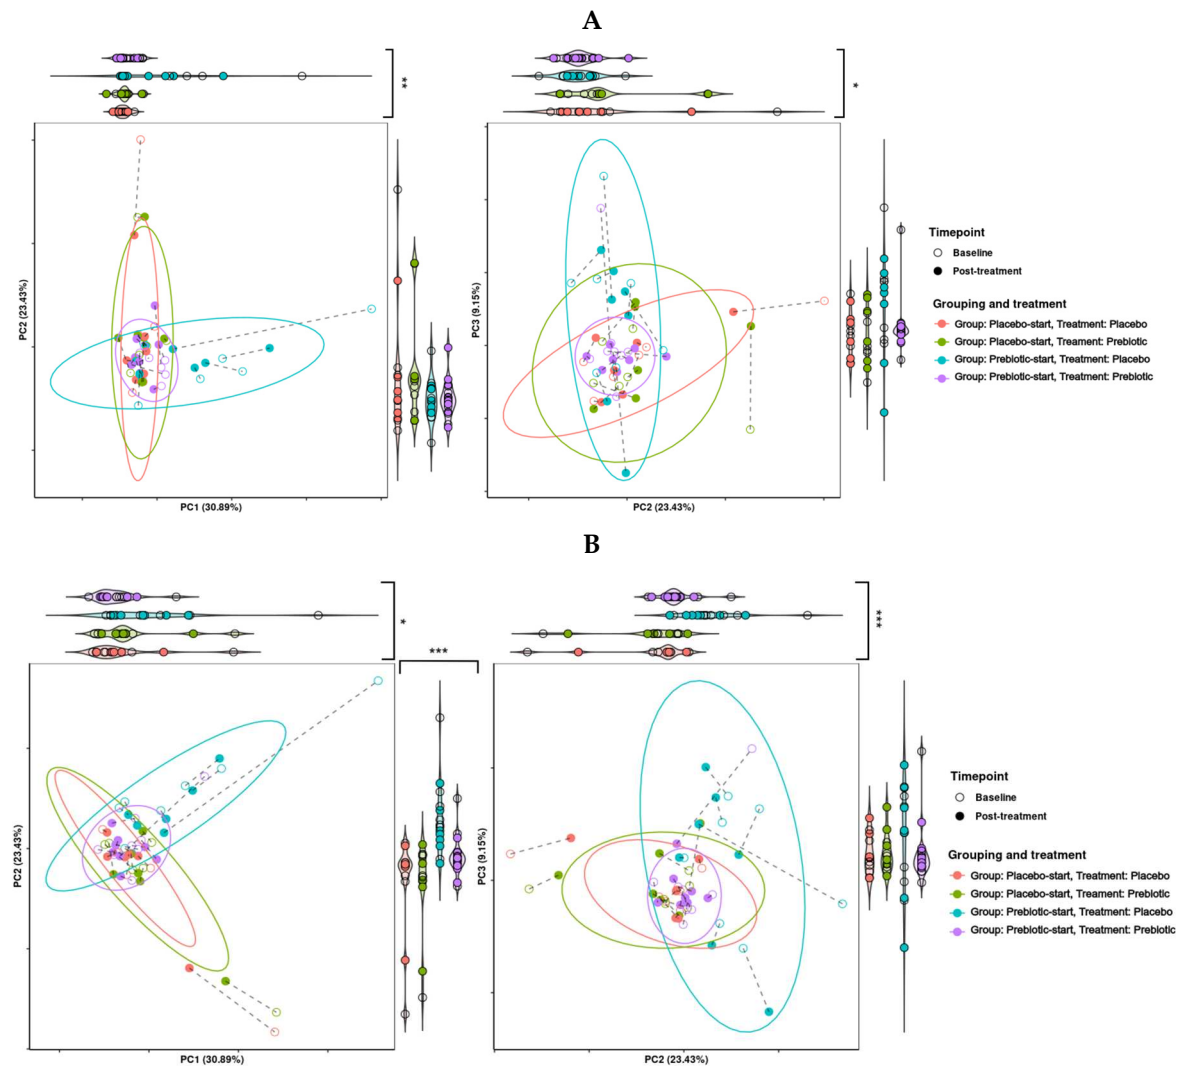 A
**
*
PC2 (23.43%)
PC1 (30.89%)
PC3 (9.15%)
PC2 (23.43%)
Timepoint
Baseline
Post-treatment
Grouping and treatment
Group: Placebo-start, Treatment: Placebo
Group: Placebo-start, Treatment: Prebiotic
Group: Prebiotic-start, Treatment: Placebo
Group: Prebiotic-start, Treatment: Prebiotic
B
*
***
***
PC2 (23.43%)
PC1 (30.89%)
PC3 (9.15%)
PC2 (23.43%)
Timepoint
Baseline
Post-treatment
Grouping and treatment
Group: Placebo-start, Treatment: Placebo
Group: Placebo-start, Treament: Prebiotic
Group: Prebiotic-start, Treatment: Placebo
Group: Prebiotic-start, Treatment: Prebiotic